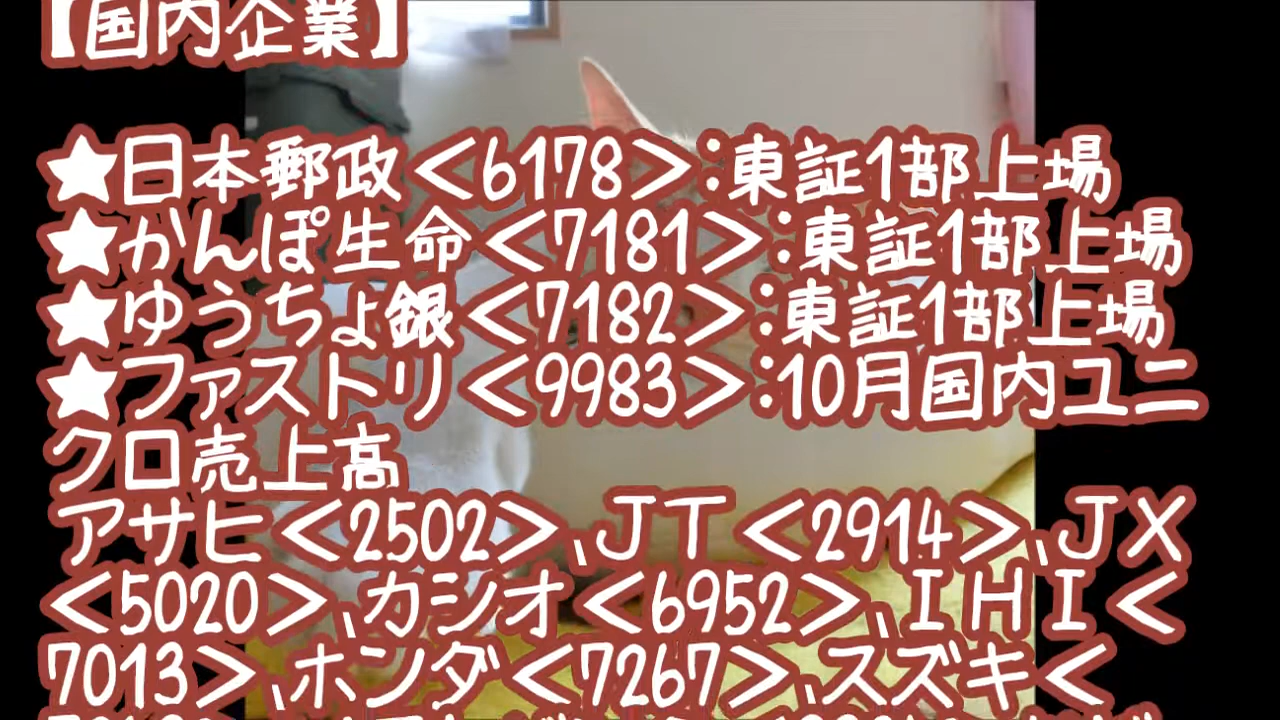 【国内企業】
★日本郵政＜6178＞：東証1部上場
★かんぽ生命＜7181＞：東証1部上場
★ゆうちょ銀＜7182＞：東証1部上場
★ファストリ＜9983＞：10月国内ユニ
クロ売上高
アサヒ＜2502＞、ＪＴ＜2914＞、ＪＸ
＜5020＞、カシオ＜6952＞、ＩＨＩ＜
7013＞、ホンダ＜7267＞、スズキ＜